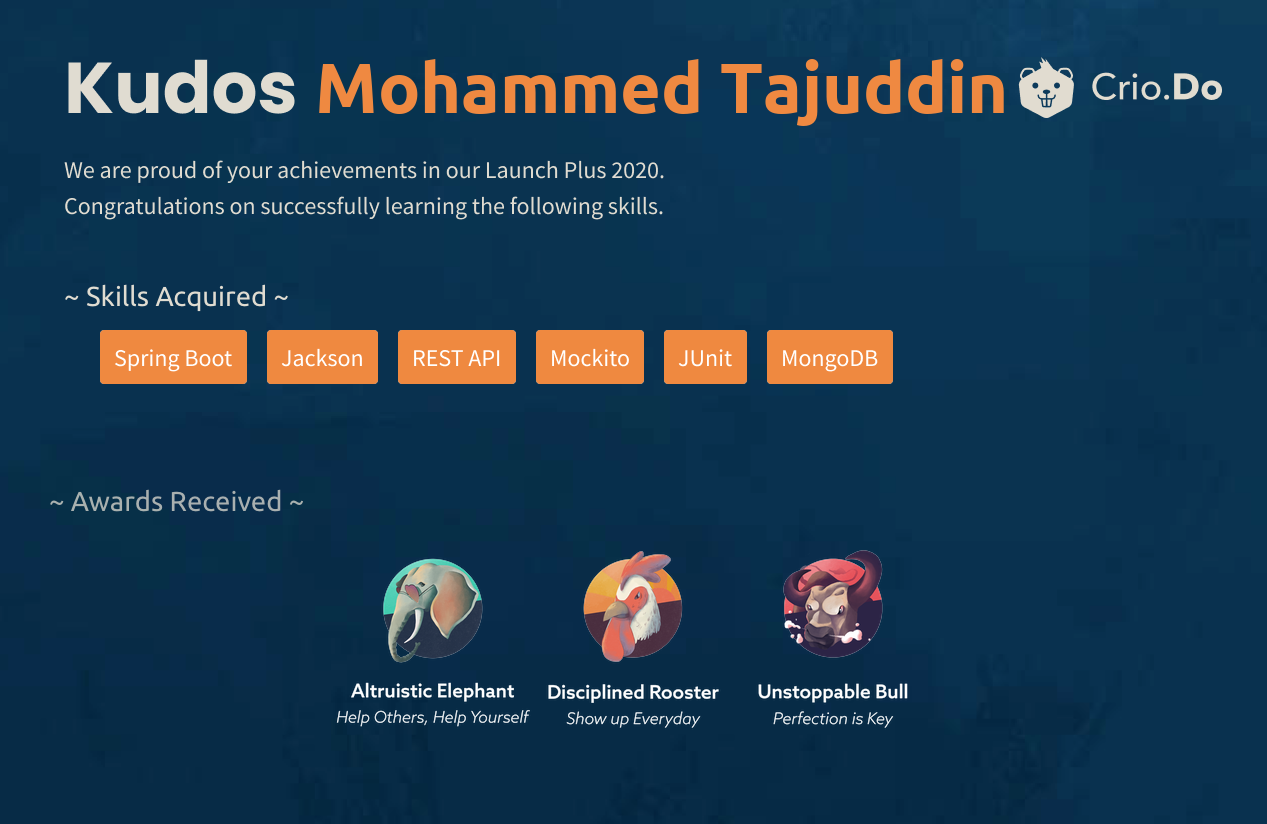 Kudos Mohammed Tajuddin Crio.Do
We are proud of your achievements in our Launch Plus 2020.
Congratulations on successfully learning the following skills.
~ Skills Acquired ~
Spring Boot Jackson REST API Mockito JUnit MongoDB
~ Awards Received ~
Altruistic Elephant Disciplined Rooster Unstoppable Bull
Help Others, Help Yourself Show up Everyday Perfection is Key